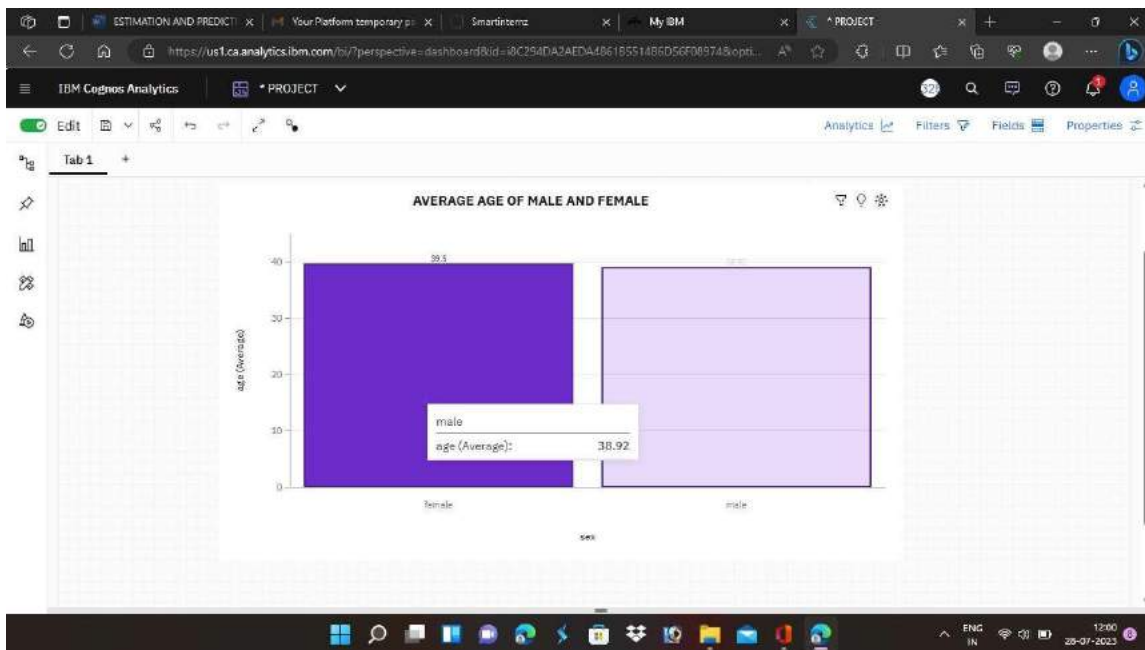 ESTIMATION AND PREDICTI
Your Platform temporary pa
Smartinternz
My IBM
* PROJECT
https://us1.ca.analytics.ibm.com/bi/?perspective=dashboard&id=
IBM Cognos Analytics
* PROJECT
Edit
Analytics
Filters
Fields
Properties
Tab 1
AVERAGE AGE OF MALE AND FEMALE
40
39.5
30
20
10
0
age (Average)
male
age (Average): 38.92
female
male
sex
ENG
IN
12:00
28-07-2023